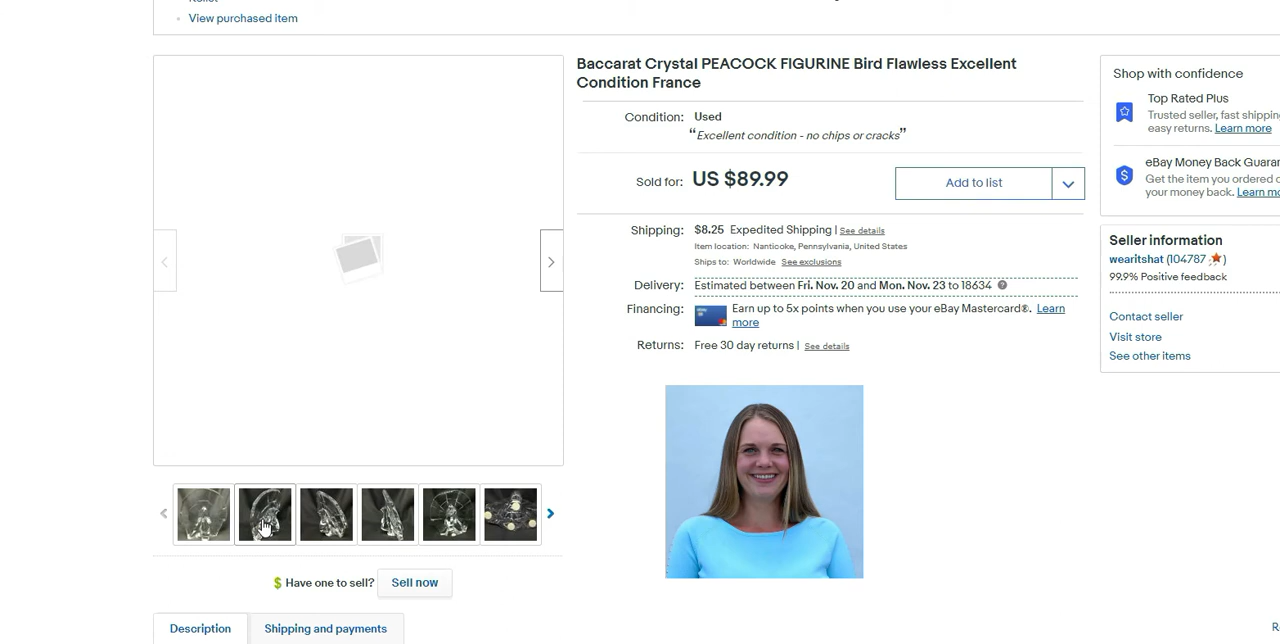 View purchased item
Baccarat Crystal PEACOCK FIGURINE Bird Flawless Excellent
Condition France
Condition: Used
“Excellent condition - no chips or cracks”
Sold for: US $89.99
Add to list
Shipping: $8.25 Expedited Shipping | See details
Item location: Nanticoke, Pennsylvania, United States
Ships to: Worldwide See exclusions
Delivery: Estimated between Fri. Nov. 20 and Mon. Nov. 23 to 18634
Financing: Earn up to 5x points when you use your eBay Mastercard®. Learn
more
Returns: Free 30 day returns | See details
Shop with confidence
Top Rated Plus
Trusted seller, fast shipping
easy returns. Learn more
eBay Money Back Guaran
Get the item you ordered o
your money back. Learn mo
Seller information
wearitshat (104787 )
99.9% Positive feedback
Contact seller
Visit store
See other items
$ Have one to sell? Sell now
Description Shipping and payments